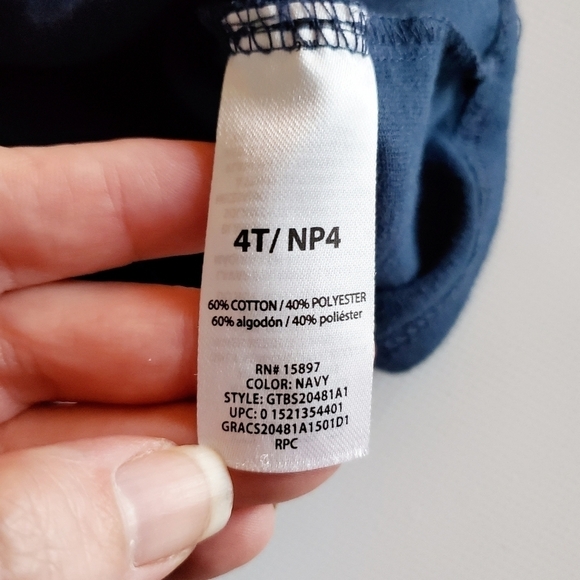 4T/ NP4
60% COTTON / 40% POLYESTER
60% algodón / 40% poliéster
RN# 15897
COLOR: NAVY
STYLE: GTBS20481A1
UPC: 0 1521354401
GRACS20481A1501D1
RPC